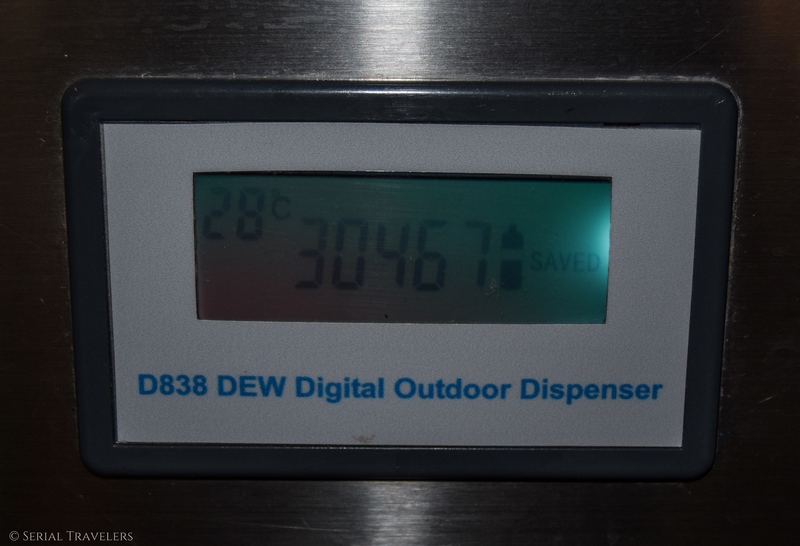 28°C
30467 SAVED
D838 DEW Digital Outdoor Dispenser
© SERIAL TRAVELERS